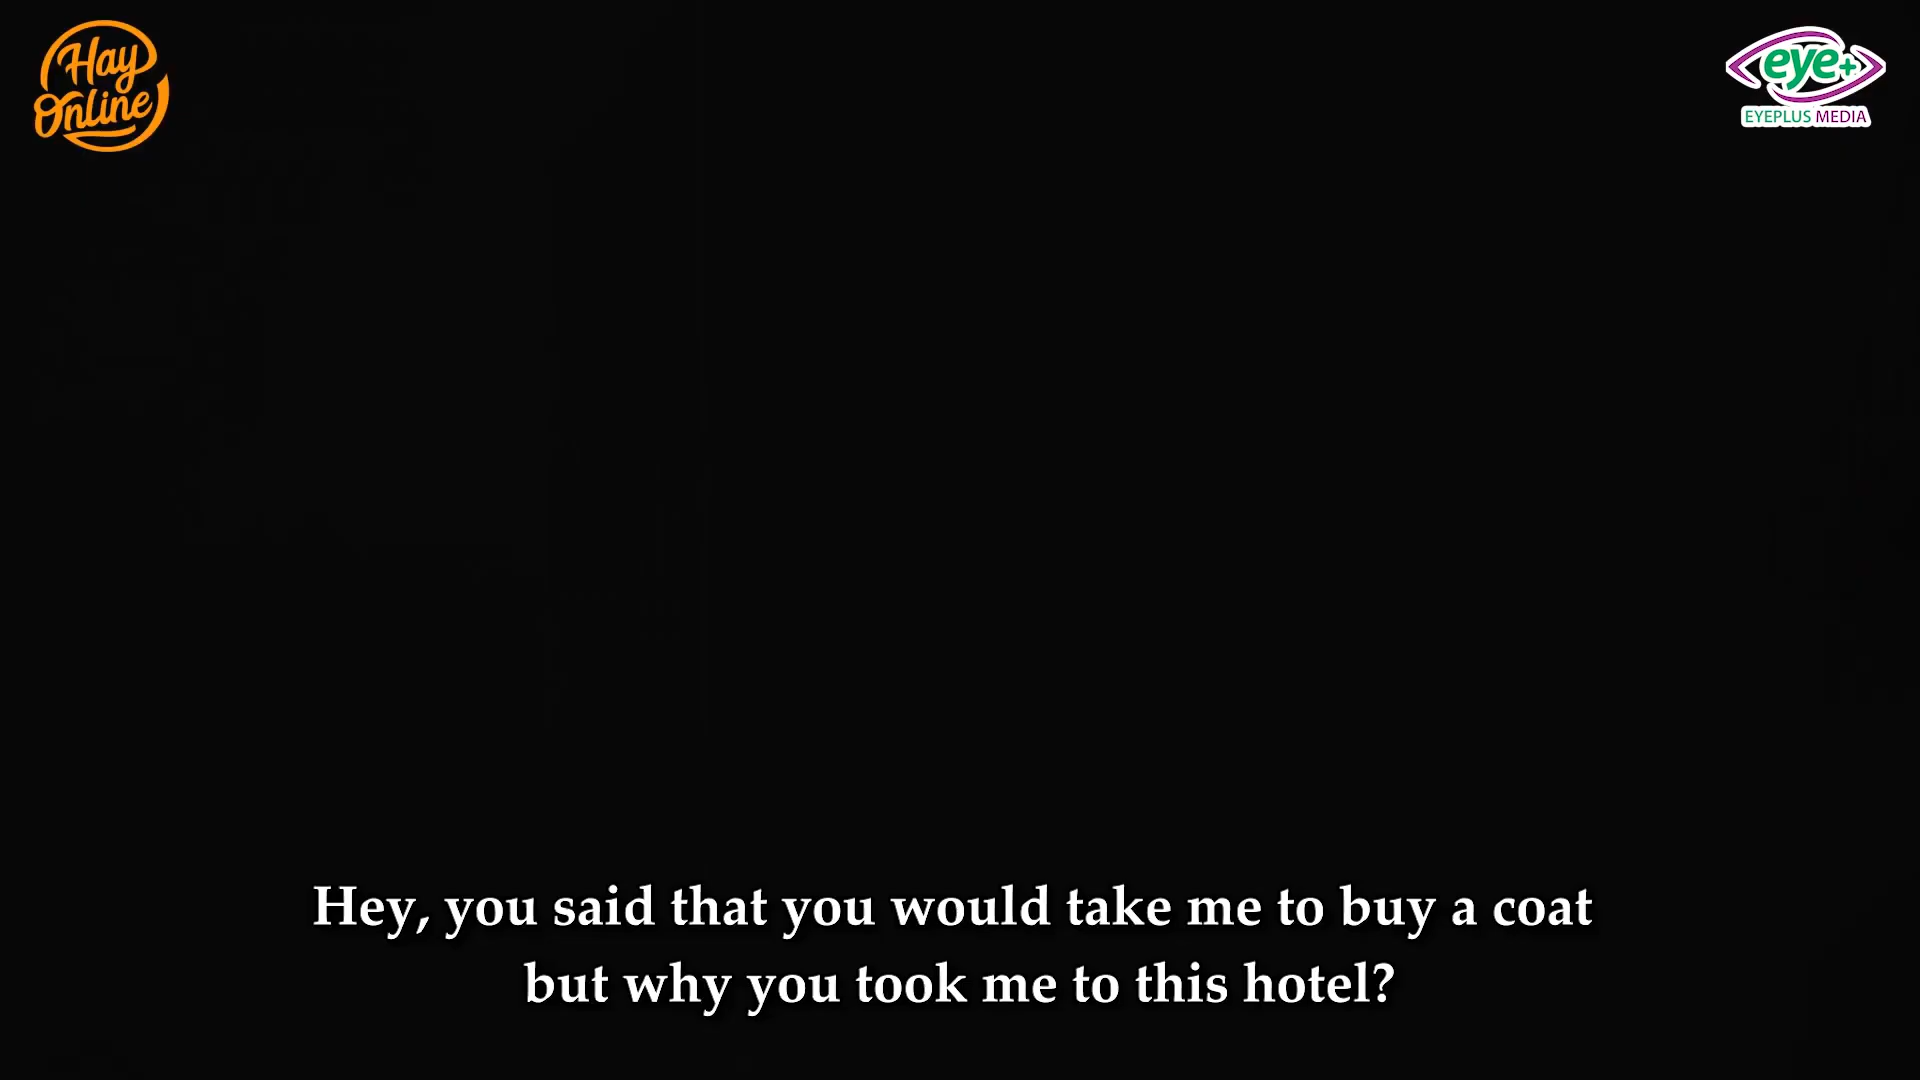 Hay
Online
eye+
EYEPLUS MEDIA
Hey, you said that you would take me to buy a coat
but why you took me to this hotel?